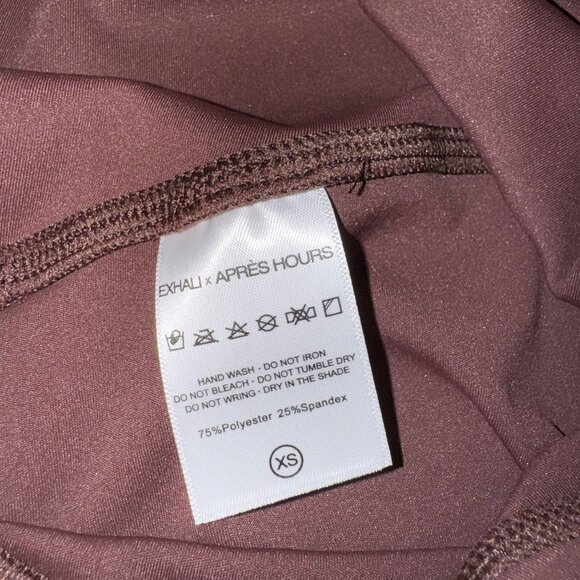 EXHALI x APRÈS HOURS
HAND WASH - DO NOT IRON
DO NOT BLEACH - DO NOT TUMBLE DRY
DO NOT WRING - DRY IN THE SHADE
75%Polyester 25%Spandex
XS